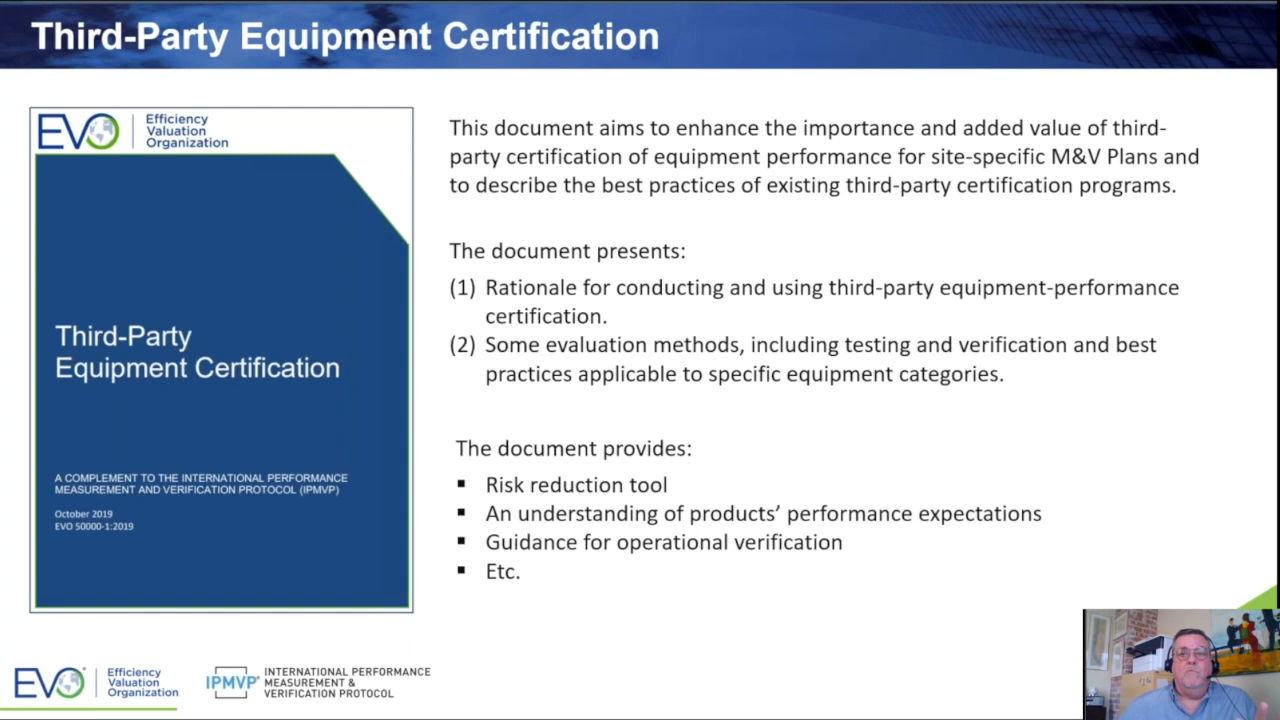 Third-Party Equipment Certification
EVO
Efficiency
Valuation
Organization
Third-Party
Equipment Certification
A COMPLEMENT TO THE INTERNATIONAL PERFORMANCE
MEASUREMENT AND VERIFICATION PROTOCOL (IPMVP)
October 2019
EVO 50000-1:2019
This document aims to enhance the importance and added value of third-
party certification of equipment performance for site-specific M&V Plans and
to describe the best practices of existing third-party certification programs.
The document presents:
(1) Rationale for conducting and using third-party equipment-performance
certification.
(2) Some evaluation methods, including testing and verification and best
practices applicable to specific equipment categories.
The document provides:
▪ Risk reduction tool
▪ An understanding of products’ performance expectations
▪ Guidance for operational verification
▪ Etc.
EVO®
Efficiency
Valuation
Organization
IPMVP®
INTERNATIONAL PERFORMANCE
MEASUREMENT &
VERIFICATION PROTOCOL